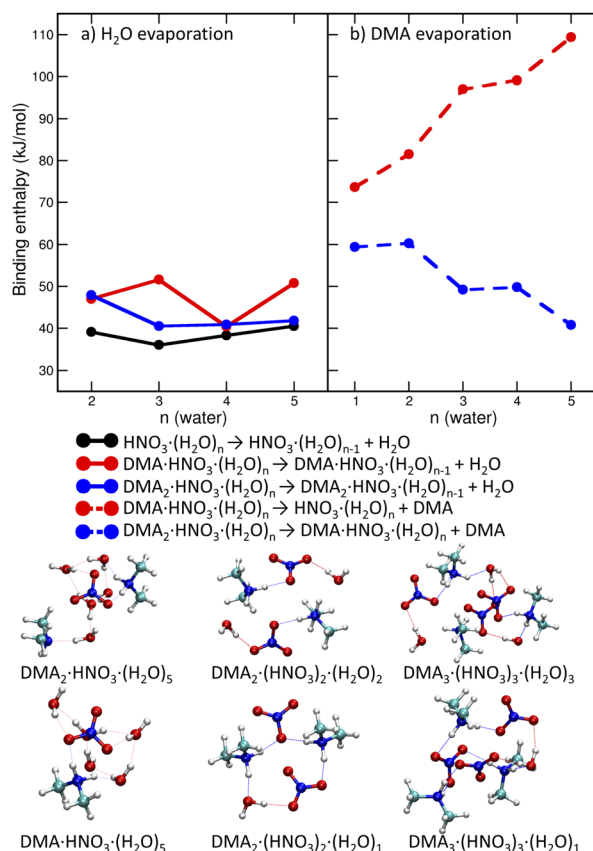 a) H₂O evaporation
b) DMA evaporation
Binding enthalpy (kJ/mol)
110
100
90
80
70
60
50
40
30
2 3 4 5
1 2 3 4 5
n (water)
n (water)
HNO₃·(H₂O)ₙ → HNO₃·(H₂O)ₙ₋₁ + H₂O
DMA·HNO₃·(H₂O)ₙ → DMA·HNO₃·(H₂O)ₙ₋₁ + H₂O
DMA₂·HNO₃·(H₂O)ₙ → DMA₂·HNO₃·(H₂O)ₙ₋₁ + H₂O
DMA·HNO₃·(H₂O)ₙ → HNO₃·(H₂O)ₙ + DMA
DMA₂·HNO₃·(H₂O)ₙ → DMA·HNO₃·(H₂O)ₙ + DMA
DMA₂·HNO₃·(H₂O)₅
DMA₂·(HNO₃)₂·(H₂O)₂
DMA₃·(HNO₃)₃·(H₂O)₃
DMA·HNO₃·(H₂O)₅
DMA₂·(HNO₃)₂·(H₂O)₁
DMA₃·(HNO₃)₃·(H₂O)₁